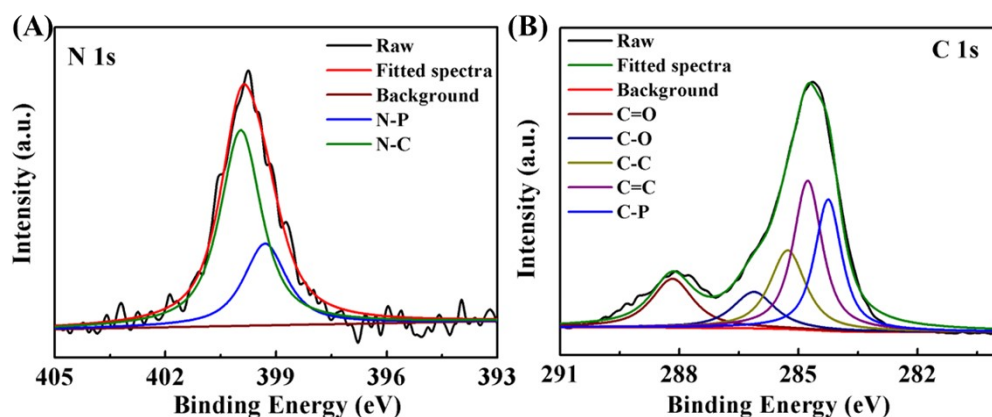 (A)
N 1s
Raw
Fitted spectra
Background
N-P
N-C
Intensity (a.u.)
405 402 399 396 393
Binding Energy (eV)
(B)
C 1s
Raw
Fitted spectra
Background
C=O
C-O
C-C
C=C
C-P
Intensity (a.u.)
291 288 285 282
Binding Energy (eV)